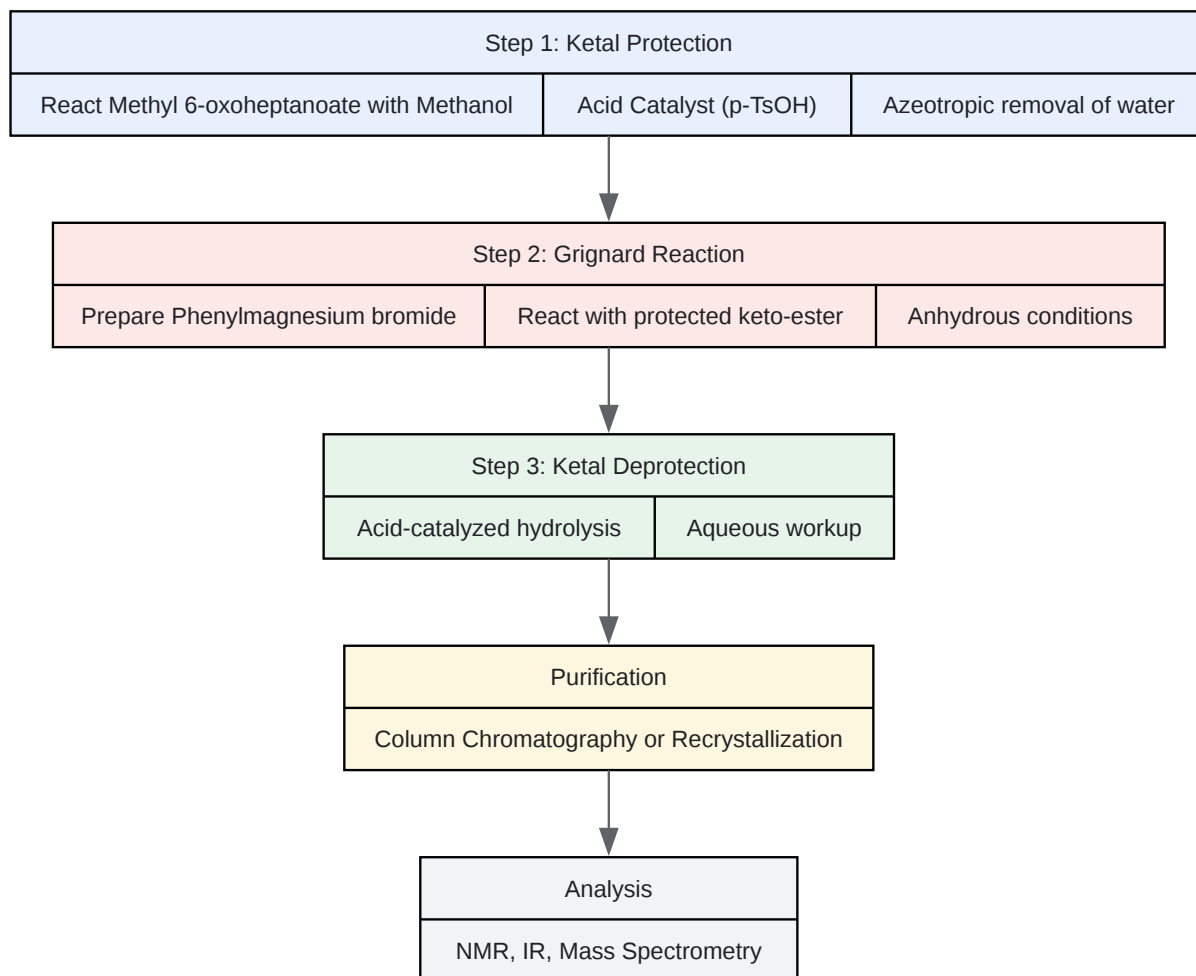 Step 1: Ketal Protection
React Methyl 6-oxoheptanoate with Methanol
Acid Catalyst (p-TsOH)
Azeotropic removal of water
Step 2: Grignard Reaction
Prepare Phenylmagnesium bromide
React with protected keto-ester
Anhydrous conditions
Step 3: Ketal Deprotection
Acid-catalyzed hydrolysis
Aqueous workup
Purification
Column Chromatography or Recrystallization
Analysis
NMR, IR, Mass Spectrometry